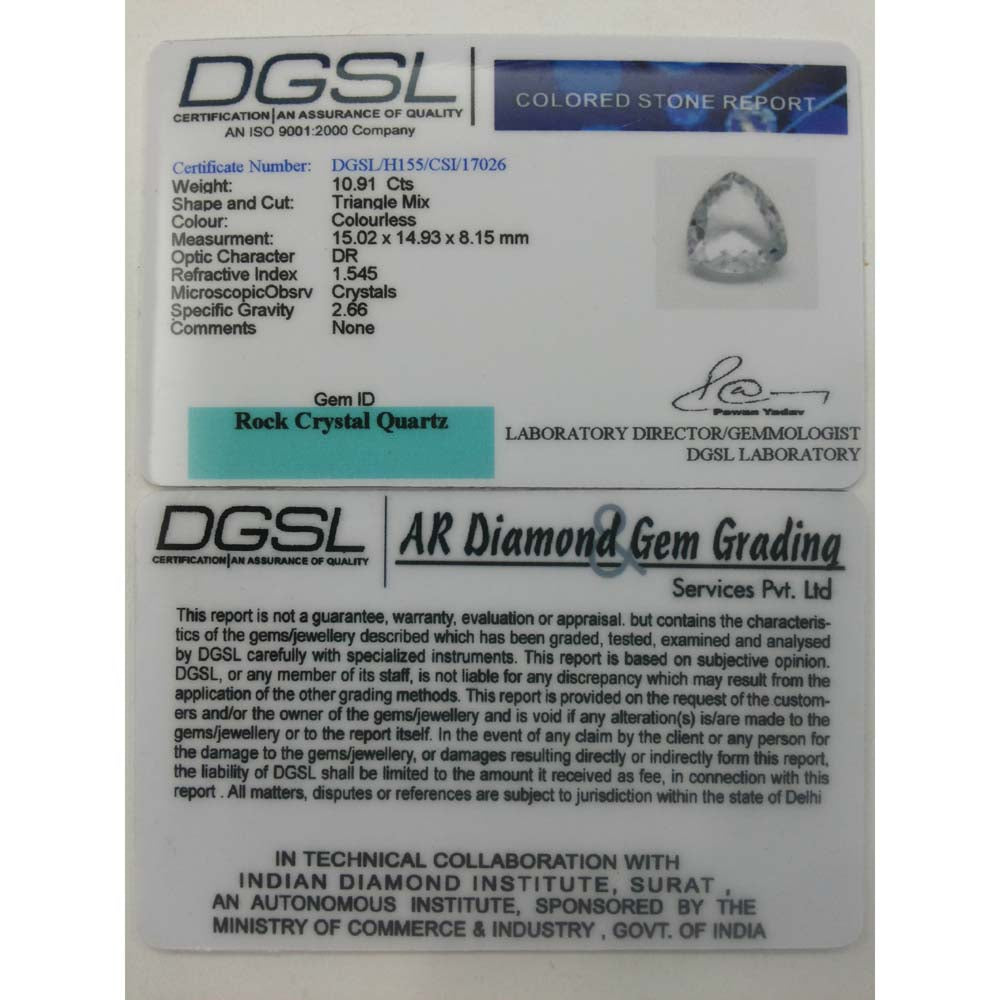 DGSL
CERTIFICATION|AN ASSURANCE OF QUALITY
AN ISO 9001:2000 Company
COLORED STONE REPORT
Certificate Number: DGSL/H155/CSI/17026
Weight: 10.91 Cts
Shape and Cut: Triangle Mix
Colour: Colourless
Measurment: 15.02 x 14.93 x 8.15 mm
Optic Character DR
Refractive Index 1.545
MicroscopicObsrv Crystals
Specific Gravity 2.66
Comments None
Gem ID
Rock Crystal Quartz
Pawan Yadav
LABORATORY DIRECTOR/GEMMOLOGIST
DGSL LABORATORY
DGSL
CERTIFICATION|AN ASSURANCE OF QUALITY
AR Diamond & Gem Grading
Services Pvt. Ltd
This report is not a guarantee, warranty, evaluation or appraisal. but contains the characteris-
tics of the gems/jewellery described which has been graded, tested, examined and analysed
by DGSL carefully with specialized instruments. This report is based on subjective opinion.
DGSL, or any member of its staff, is not liable for any discrepancy which may result from the
application of the other grading methods. This report is provided on the request of the custom-
ers and/or the owner of the gems/jewellery and is void if any alteration(s) is/are made to the
gems/jewellery or to the report itself. In the event of any claim by the client or any person for
the damage to the gems/jewellery, or damages resulting directly or indirectly form this report,
the liability of DGSL shall be limited to the amount it received as fee, in connection with this
report . All matters, disputes or references are subject to jurisdiction within the state of Delhi
IN TECHNICAL COLLABORATION WITH
INDIAN DIAMOND INSTITUTE, SURAT ,
AN AUTONOMOUS INSTITUTE, SPONSORED BY THE
MINISTRY OF COMMERCE & INDUSTRY , GOVT. OF INDIA